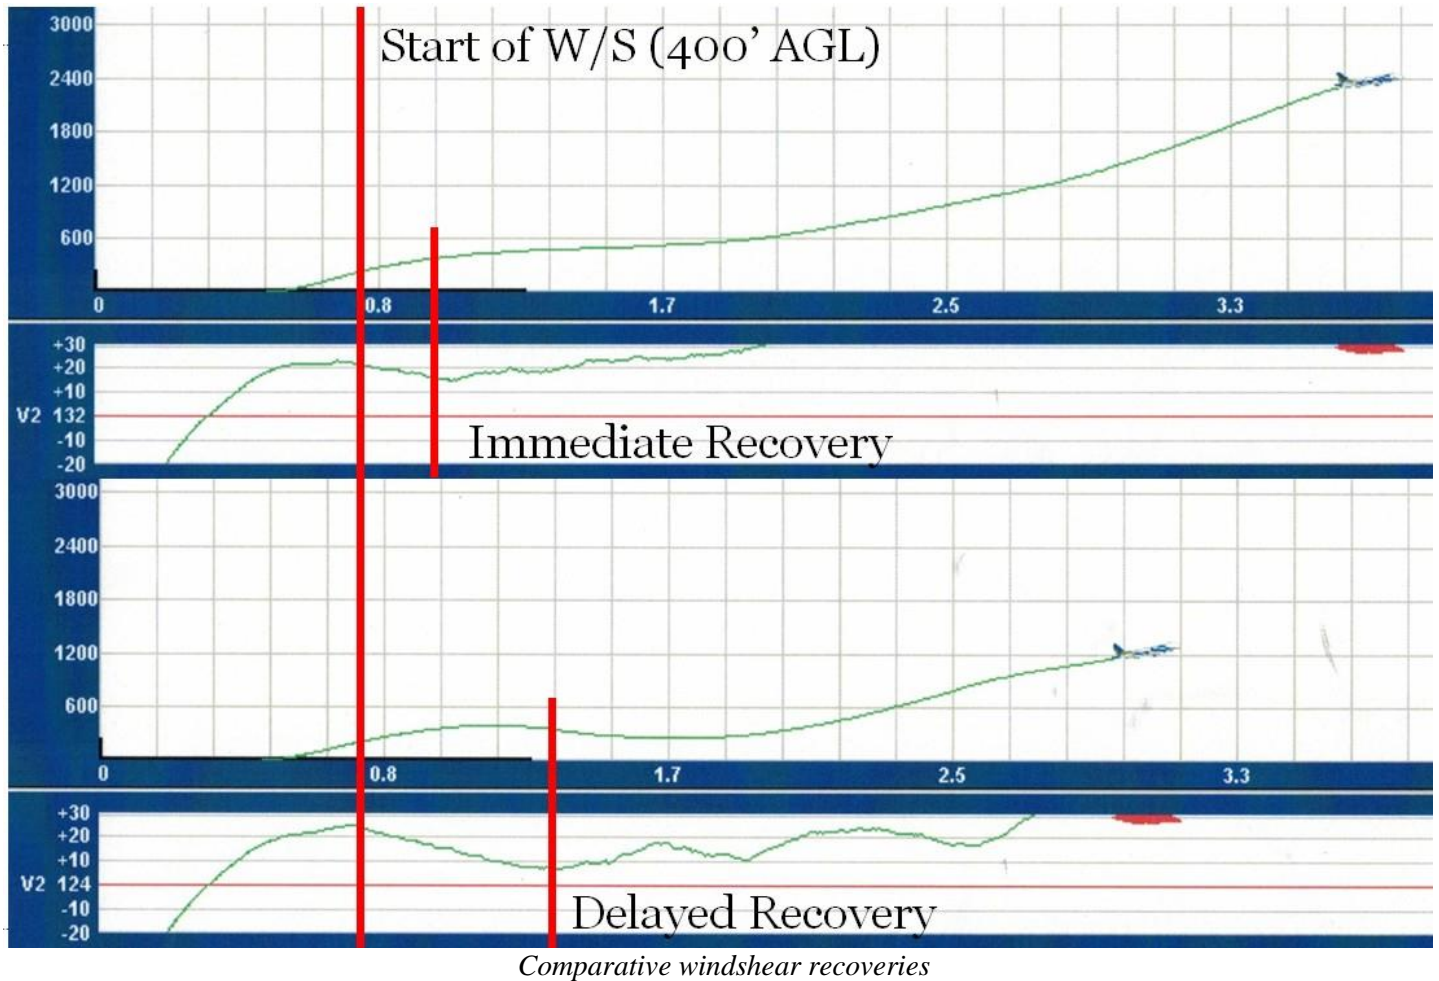 3000
Start of W/S (400’ AGL)
2400
1800
1200
600
0 0.8 1.7 2.5 3.3
+30
+20
+10
V2 132
-10
-20
Immediate Recovery
3000
2400
1800
1200
600
0 0.8 1.7 2.5 3.3
+30
+20
+10
V2 124
-10
-20
Delayed Recovery
Comparative windshear recoveries